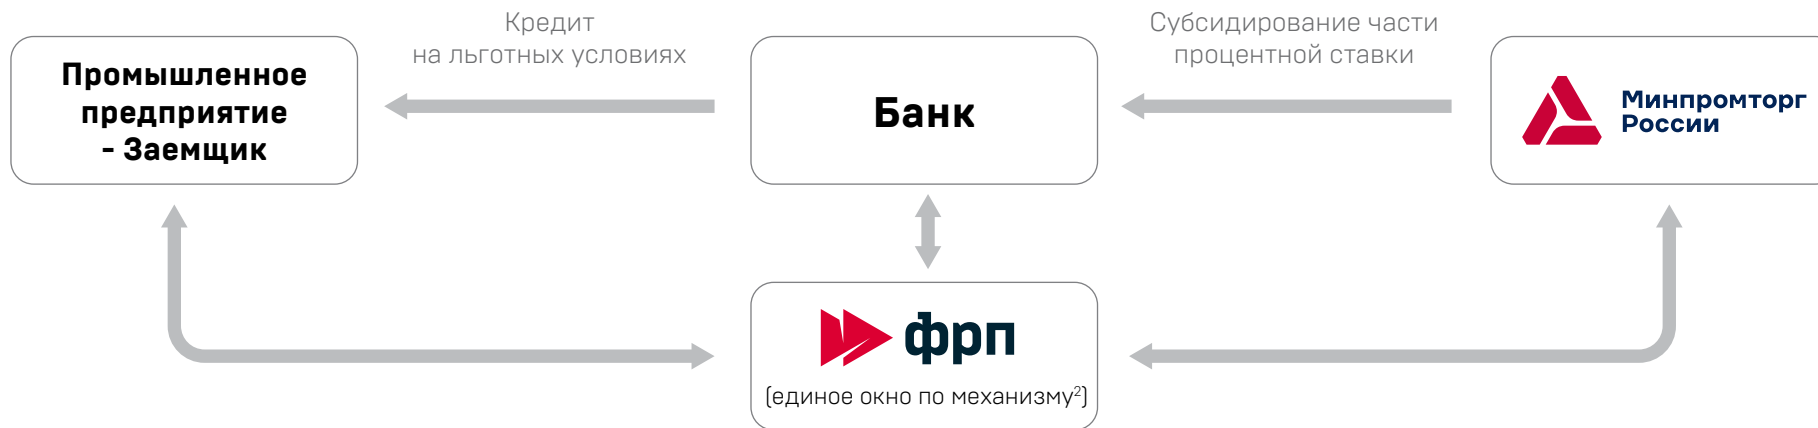 Кредит
на льготных условиях
Субсидирование части
процентной ставки
Промышленное
предприятие
- Заемщик
Банк
Минпромторг
России
фрп
(единое окно по механизму²)